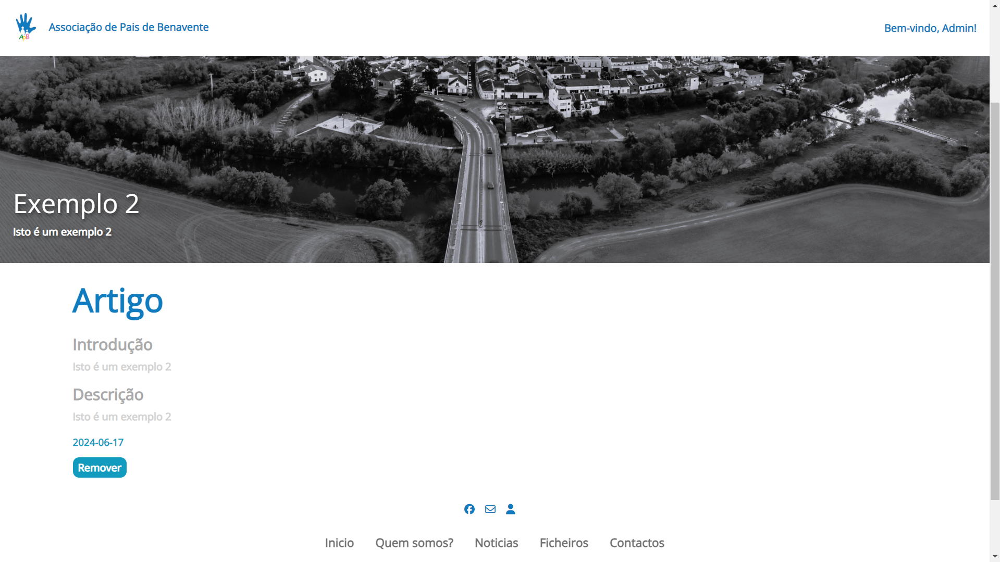 ApB
Associação de Pais de Benavente
Bem-vindo, Admin!
Exemplo 2
Isto é um exemplo 2
Artigo
Introdução
Isto é um exemplo 2
Descrição
Isto é um exemplo 2
2024-06-17
Remover
Inicio
Quem somos?
Noticias
Ficheiros
Contactos